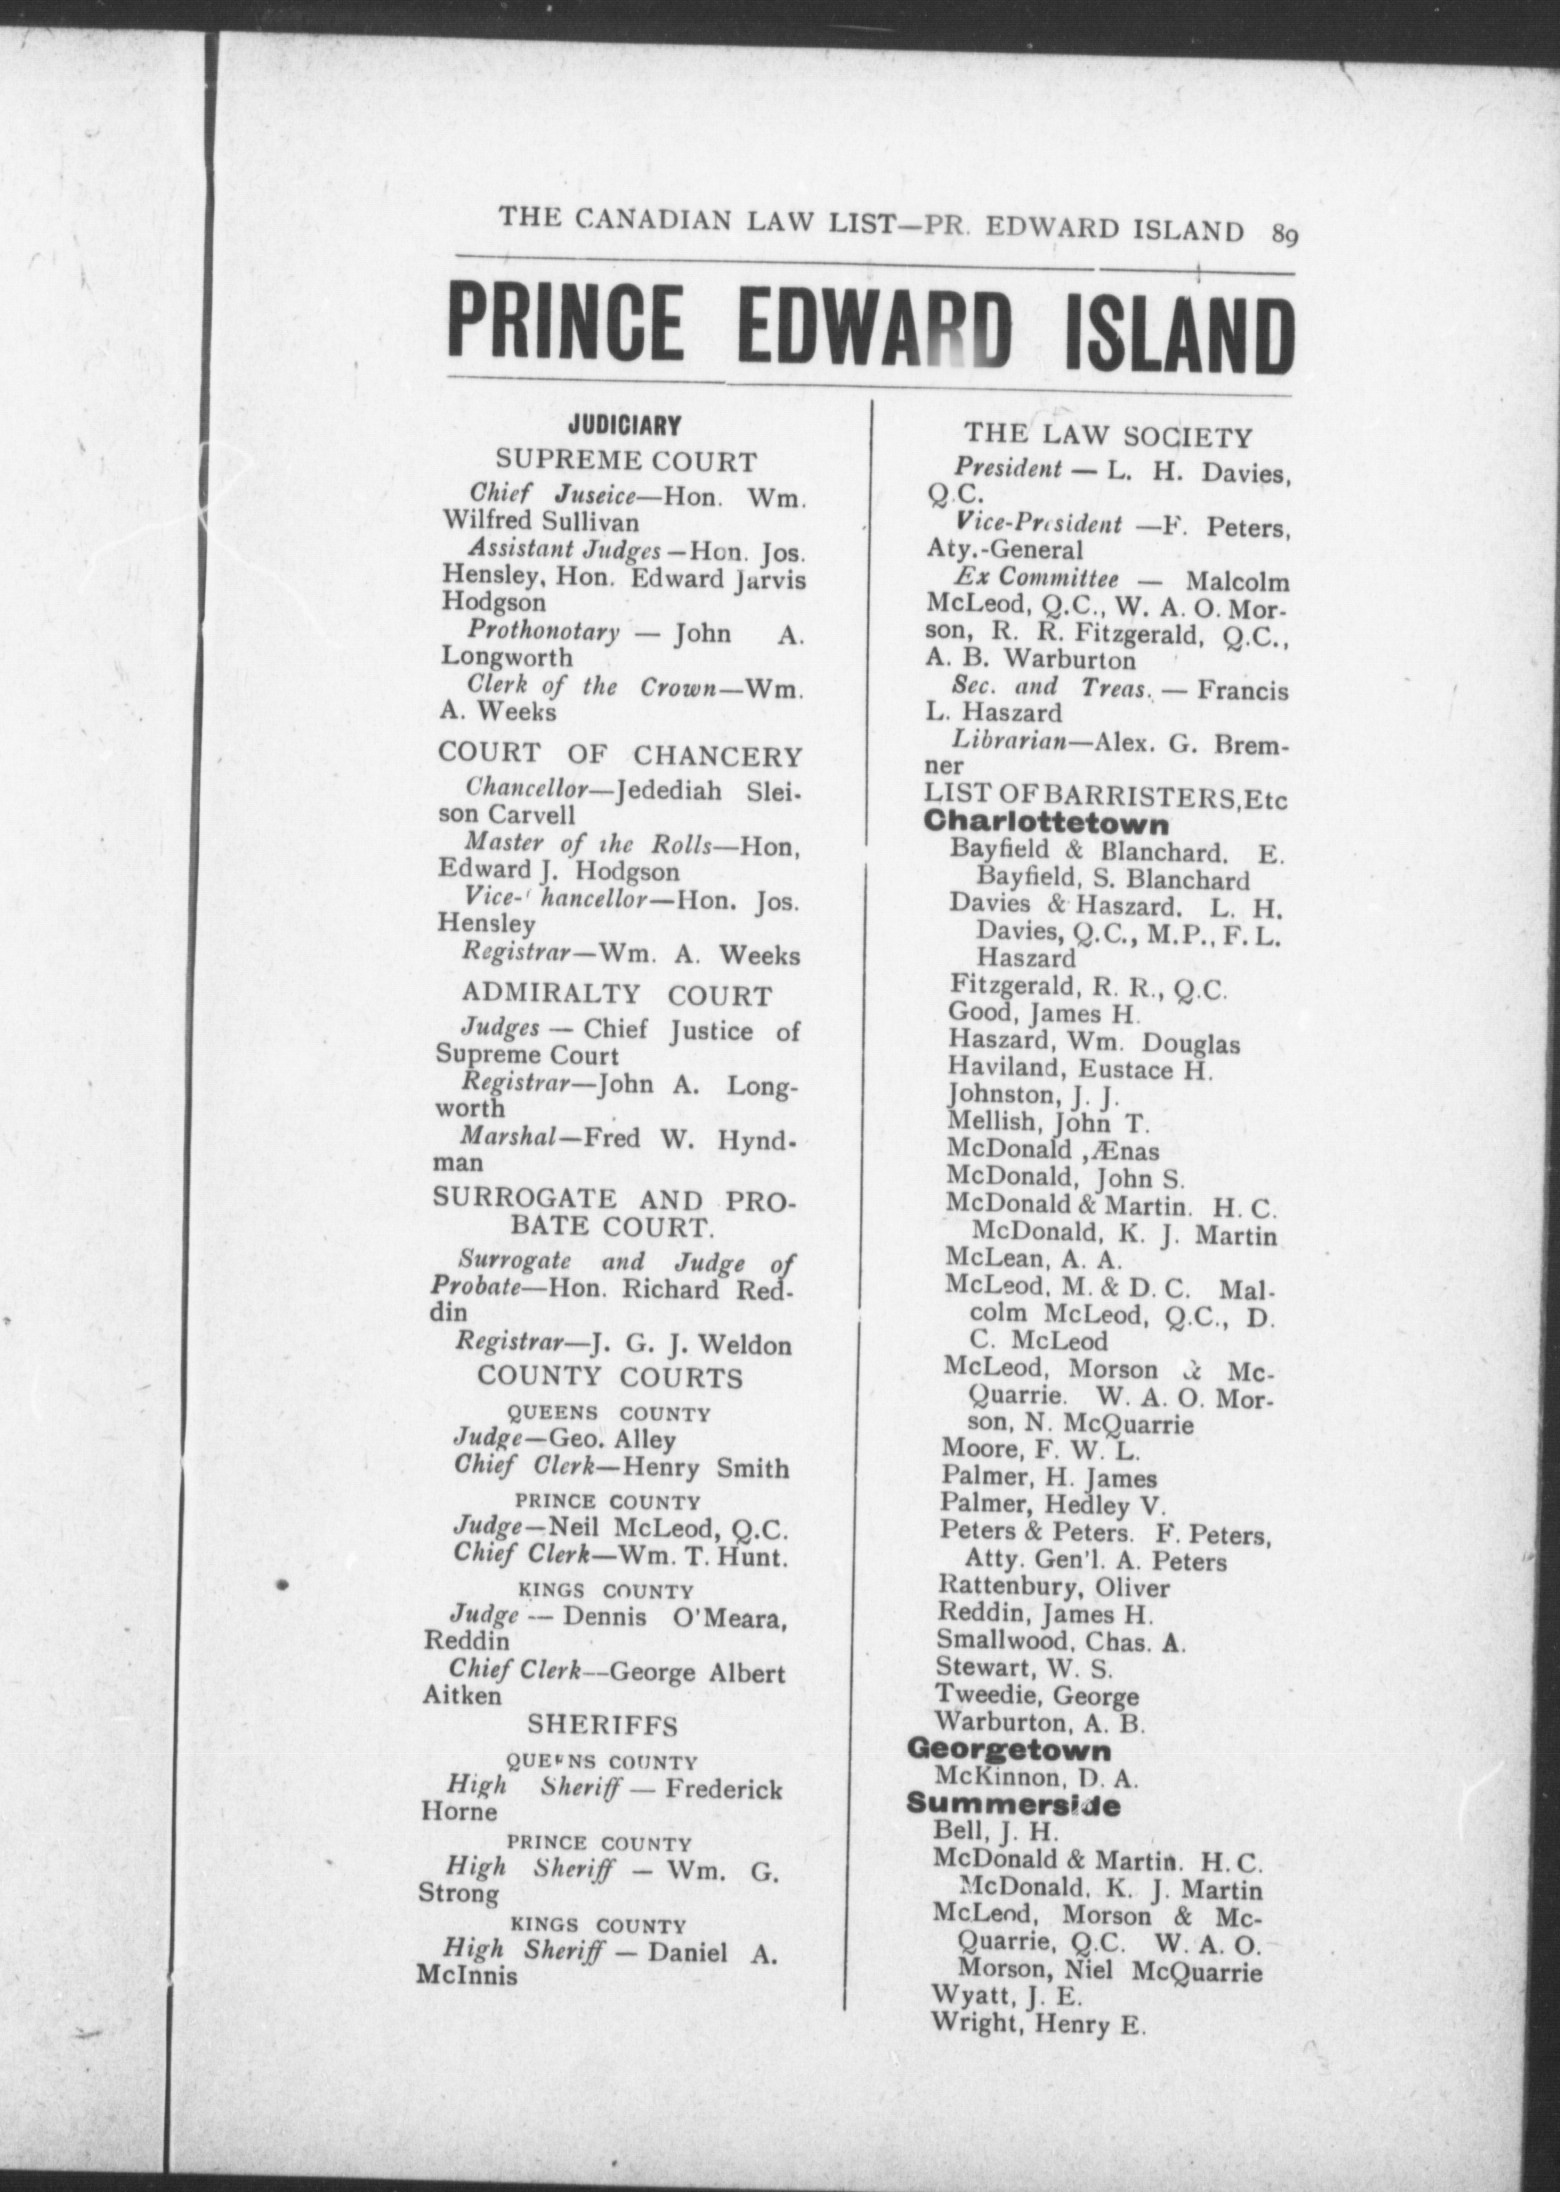 THE CANADIAN LAW LIST—PR. EDWARD ISLAND 89
PRINCE EDWARD ISLAND
JUDICIARY
SUPREME COURT
Chief Juseice—Hon. Wm.
Wilfred Sullivan
Assistant Judges—Hon. Jos.
Hensley, Hon. Edward Jarvis
Hodgson
Prothonotary — John A.
Longworth
Clerk of the Crown—Wm.
A. Weeks
COURT OF CHANCERY
Chancellor—Jedediah Slei-
son Carvell
Master of the Rolls—Hon,
Edward J. Hodgson
Vice-Chancellor—Hon. Jos.
Hensley
Registrar—Wm. A. Weeks
ADMIRALTY COURT
Judges — Chief Justice of
Supreme Court
Registrar—John A. Long-
worth
Marshal—Fred W. Hynd-
man
SURROGATE AND PRO-
BATE COURT.
Surrogate and Judge of
Probate—Hon. Richard Red-
din
Registrar—J. G. J. Weldon
COUNTY COURTS
QUEENS COUNTY
Judge—Geo. Alley
Chief Clerk—Henry Smith
PRINCE COUNTY
Judge—Neil McLeod, Q.C.
Chief Clerk—Wm. T. Hunt.
KINGS COUNTY
Judge — Dennis O'Meara,
Reddin
Chief Clerk—George Albert
Aitken
SHERIFFS
QUEENS COUNTY
High Sheriff — Frederick
Horne
PRINCE COUNTY
High Sheriff — Wm. G.
Strong
KINGS COUNTY
High Sheriff — Daniel A.
McInnis
THE LAW SOCIETY
President — L. H. Davies,
Q.C.
Vice-President —F. Peters,
Aty.-General
Ex Committee — Malcolm
McLeod, Q.C., W. A. O. Mor-
son, R. R. Fitzgerald, Q.C.,
A. B. Warburton
Sec. and Treas. — Francis
L. Haszard
Librarian—Alex. G. Brem-
ner
LIST OF BARRISTERS, Etc
Charlottetown
Bayfield & Blanchard. E.
Bayfield, S. Blanchard
Davies & Haszard. L. H.
Davies, Q.C., M.P., F. L.
Haszard
Fitzgerald, R. R., Q.C.
Good, James H.
Haszard, Wm. Douglas
Haviland, Eustace H.
Johnston, J. J.
Mellish, John T.
McDonald ,Ænas
McDonald, John S.
McDonald & Martin. H. C.
McDonald, K. J. Martin
McLean, A. A.
McLeod, M. & D. C. Mal-
colm McLeod, Q.C., D.
C. McLeod
McLeod, Morson & Mc-
Quarrie. W. A. O. Mor-
son, N. McQuarrie
Moore, F. W. L.
Palmer, H. James
Palmer, Hedley V.
Peters & Peters. F. Peters,
Atty. Gen'l. A. Peters
Rattenbury, Oliver
Reddin, James H.
Smallwood, Chas. A.
Stewart, W. S.
Tweedie, George
Warburton, A. B.
Georgetown
McKinnon, D. A.
Summerside
Bell, J. H.
McDonald & Martin. H. C.
McDonald, K. J. Martin
McLeod, Morson & Mc-
Quarrie, Q.C. W. A. O.
Morson, Niel McQuarrie
Wyatt, J. E.
Wright, Henry E.